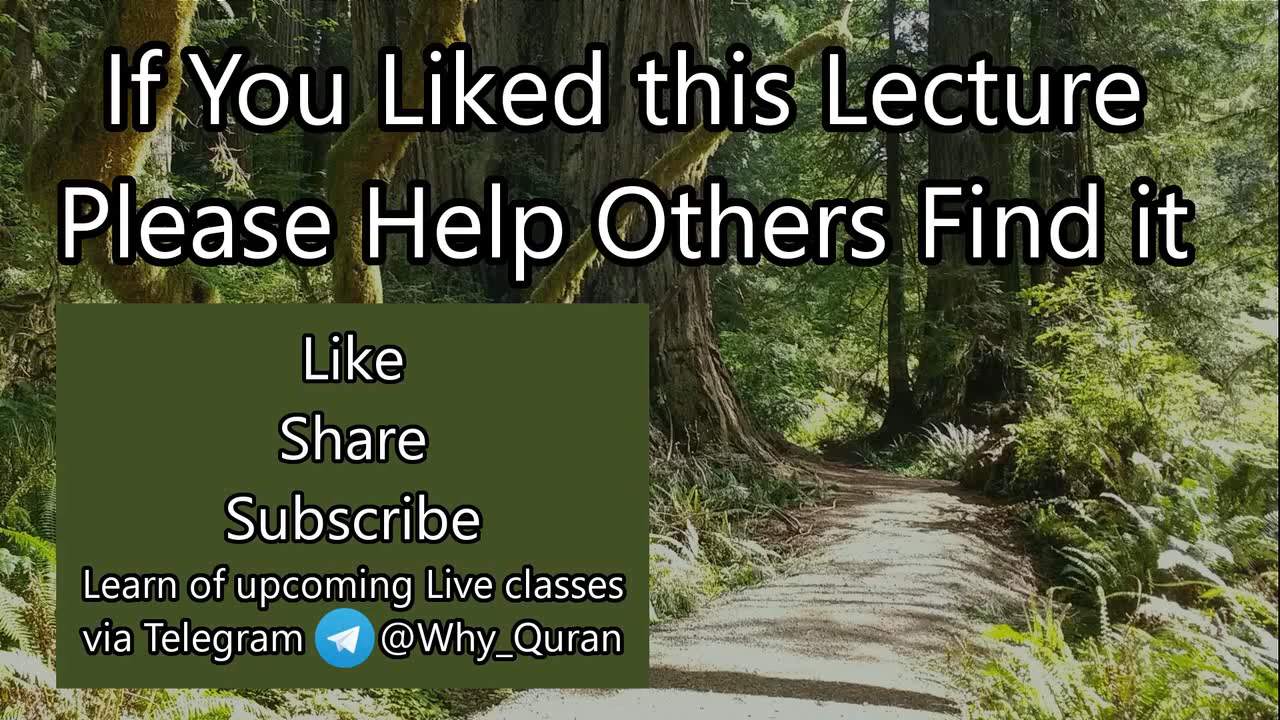 If You Liked this Lecture
Please Help Others Find it
Like
Share
Subscribe
Learn of upcoming Live classes
via Telegram @Why_Quran